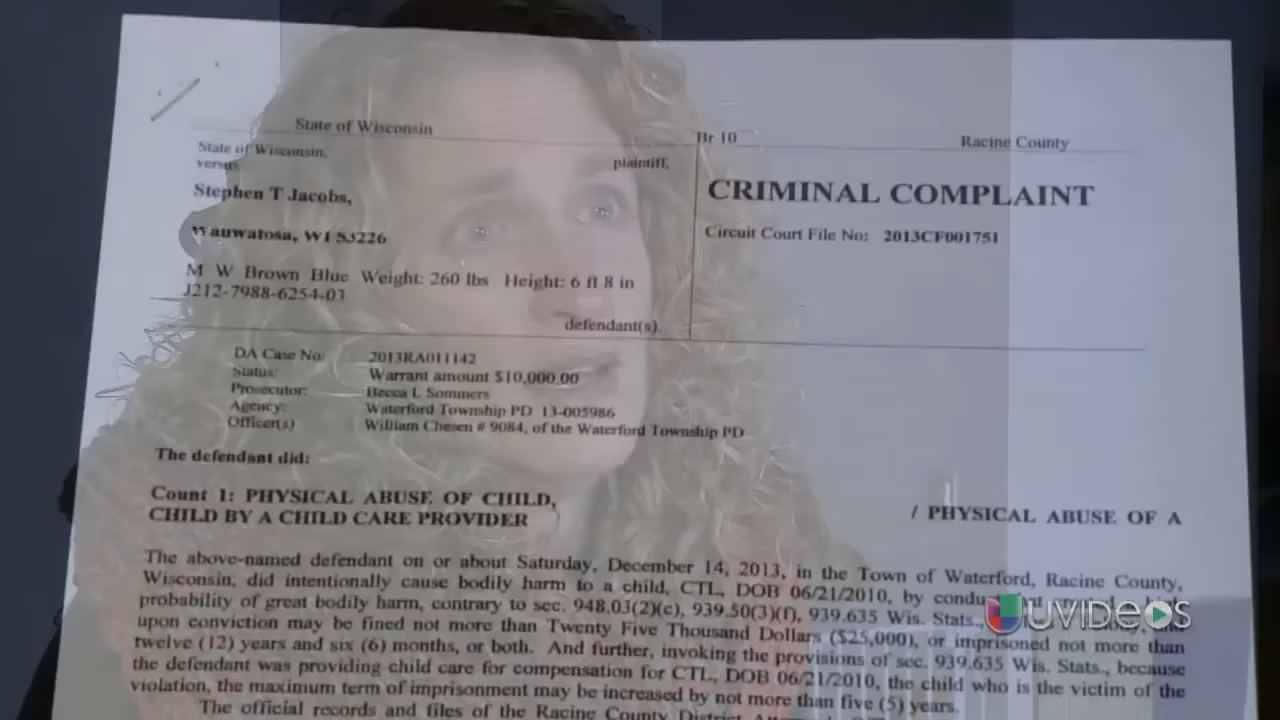 State of Wisconsin
Br 10
Racine County
State of Wisconsin,
versus
plaintiff,
Stephen T Jacobs,
Wauwatosa, WI 53226
M W Brown Blue Weight: 260 lbs Height: 6 ft 8 in
J212-7988-6254-03
defendant(s).
CRIMINAL COMPLAINT
Circuit Court File No: 2013CF001751
DA Case No: 2013RA011142
Status: Warrant amount $10,000.00
Prosecutor: Becca L Sommers
Agency: Waterford Township PD 13-005986
Officer(s) William Chesen # 9084, of the Waterford Township PD
The defendant did:
Count 1: PHYSICAL ABUSE OF CHILD, / PHYSICAL ABUSE OF A
CHILD BY A CHILD CARE PROVIDER
The above-named defendant on or about Saturday, December 14, 2013, in the Town of Waterford, Racine County,
Wisconsin, did intentionally cause bodily harm to a child, CTL, DOB 06/21/2010, by
probability of great bodily harm, contrary to sec. 948.03(2)(c), 939.50(3)(f), 939.635 Wis. Stats.,
upon conviction may be fined not more than Twenty Five Thousand Dollars ($25,000), or imprisoned not more than
twelve (12) years and six (6) months, or both. And further, invoking the provisions of sec. 939.635 Wis. Stats., because
the defendant was providing child care for compensation for CTL, DOB 06/21/2010, the child who is the victim of the
violation, the maximum term of imprisonment may be increased by not more than five (5) years.
The official records and files of the Racine County District
UVIDEOS